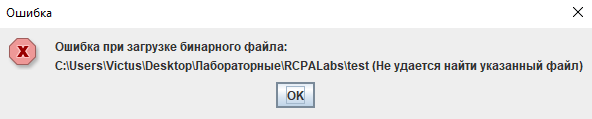 Ошибка
Ошибка при загрузке бинарного файла:
C:\Users\Victus\Desktop\Лабораторные\RCPALabs\test (Не удается найти указанный файл)
OK